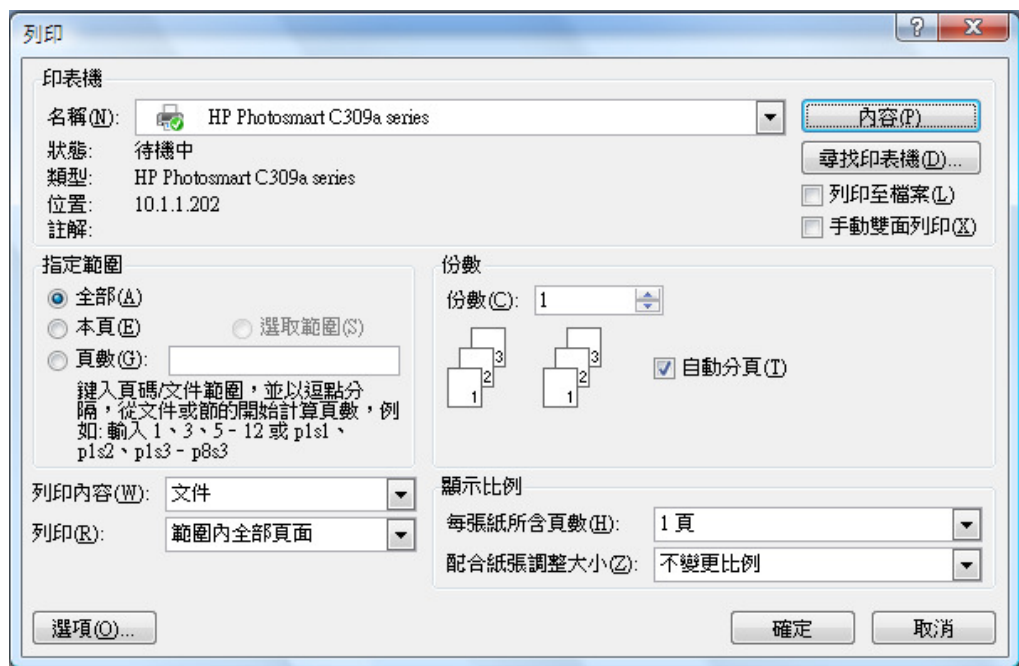 列印
印表機
名稱(N): HP Photosmart C309a series 內容(P)
狀態: 待機中 尋找印表機(D)...
類型: HP Photosmart C309a series
位置: 10.1.1.202 列印至檔案(L)
註解: 手動雙面列印(X)
指定範圍
全部(A)
本頁(E) 選取範圍(S)
頁數(G):
鍵入頁碼/文件範圍,並以逗點分
隔,從文件或節的開始計算頁數,例
如: 輸入 1、3、5 - 12 或 p1s1、
p1s2、p1s3 - p8s3
份數
份數(C): 1
1 2 3 1 2 3 自動分頁(T)
列印內容(W): 文件
列印(R): 範圍內全部頁面
顯示比例
每張紙所含頁數(H): 1 頁
配合紙張調整大小(Z): 不變更比例
選項(O)... 確定 取消